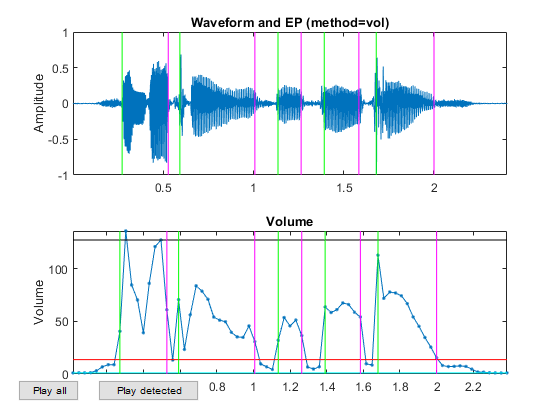 Waveform and EP (method=vol)
1
0.5
0
-0.5
-1
Amplitude
0.5 1 1.5 2
Volume
100
50
0
Volume
0.8 1 1.2 1.4 1.6 1.8 2 2.2
Play all Play detected